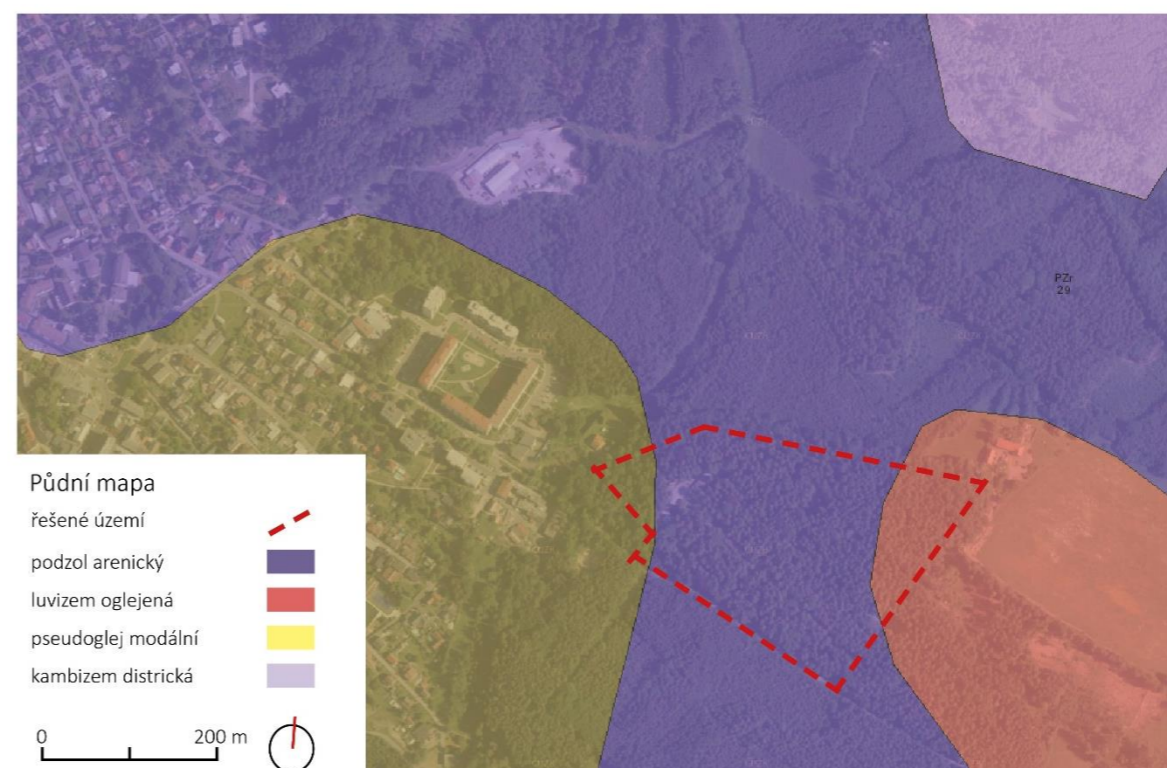 PZr
29
Půdní mapa
řešené území
podzol arenický
luvizem oglejená
pseudoglej modální
kambizem districká
0 200 m